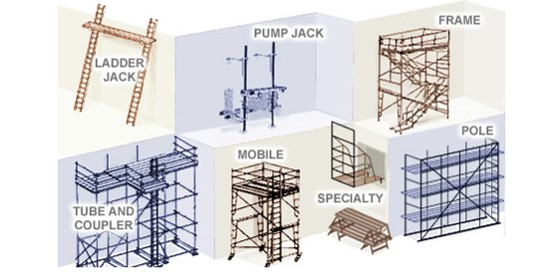 LADDER
JACK
PUMP JACK
FRAME
TUBE AND
COUPLER
MOBILE
SPECIALTY
POLE